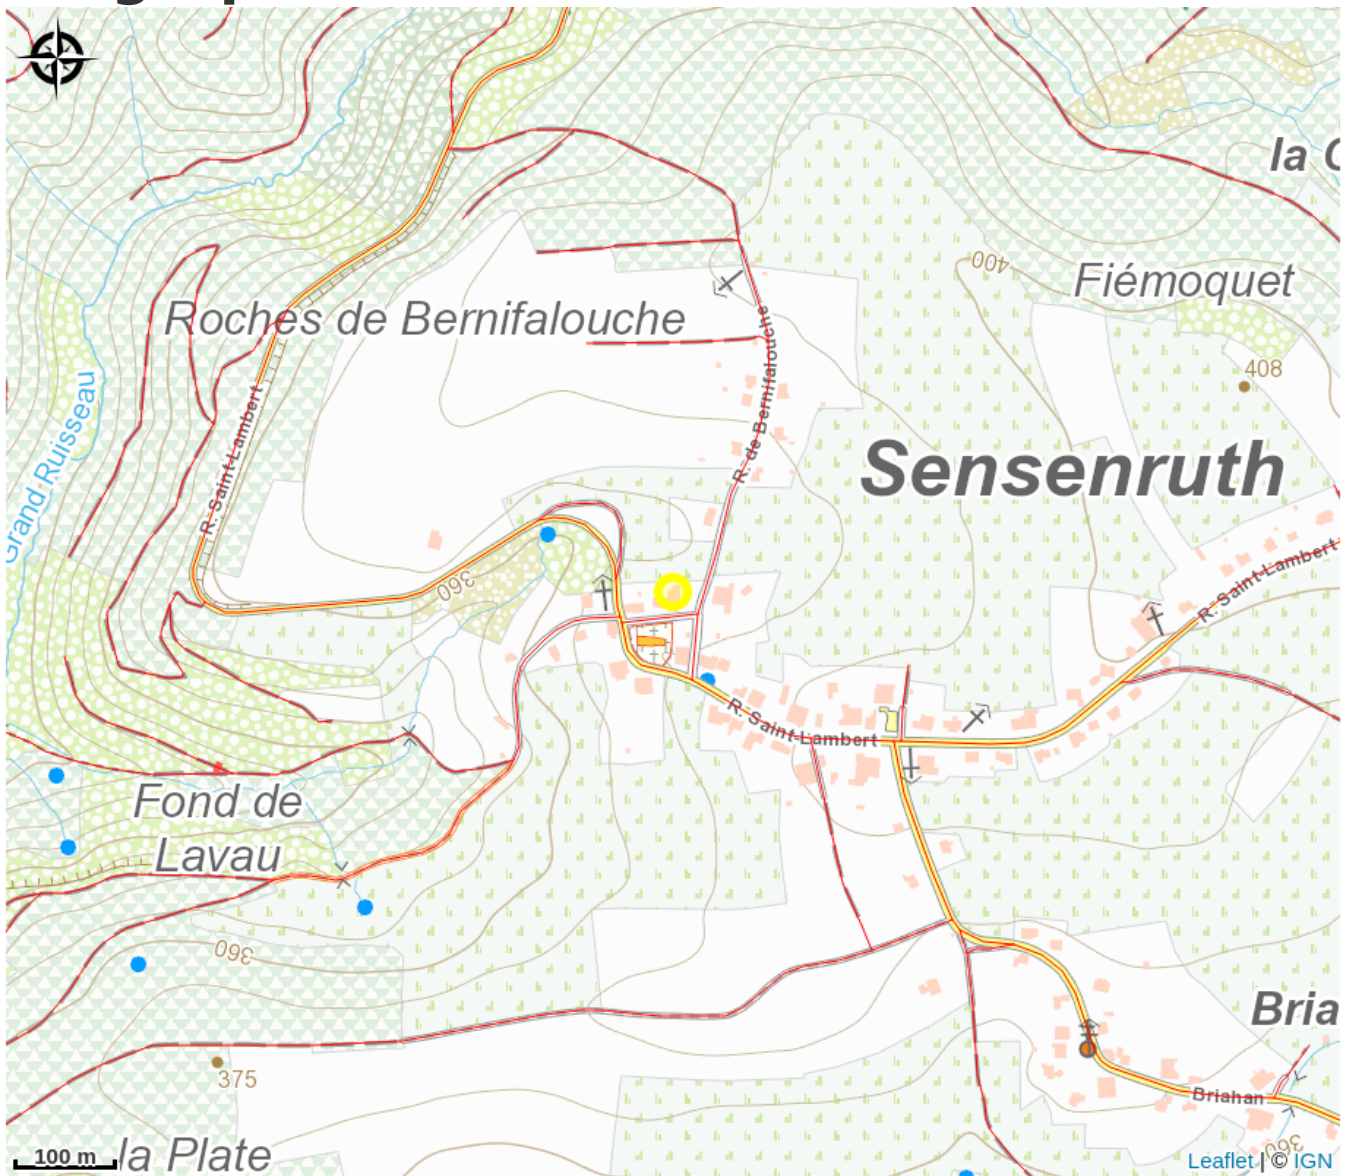 la
400
Fiémoquet
Roches de Bernifalouche
408
R. de Bernifalouche
Grand Ruisseau
R. Saint-Lambert
Sensenruth
R. Saint-Lambert
360
R. Saint-Lambert
Fond de
Lavau
360
Bria
375
Briahan
360
la Plate
100 m
Leaflet | © IGN